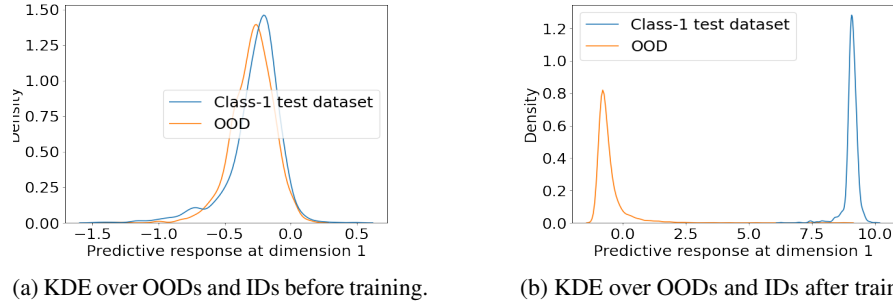 1.50
1.25
1.00
0.75
0.50
0.25
0.00
Density
Class-1 test dataset
OOD
−1.5 −1.0 −0.5 0.0 0.5
Predictive response at dimension 1
(a) KDE over OODs and IDs before training.
Class-1 test dataset
OOD
1.2
1.0
0.8
0.6
0.4
0.2
0.0
Density
0.0 2.5 5.0 7.5 10.0
Predictive response at dimension 1
(b) KDE over OODs and IDs after train